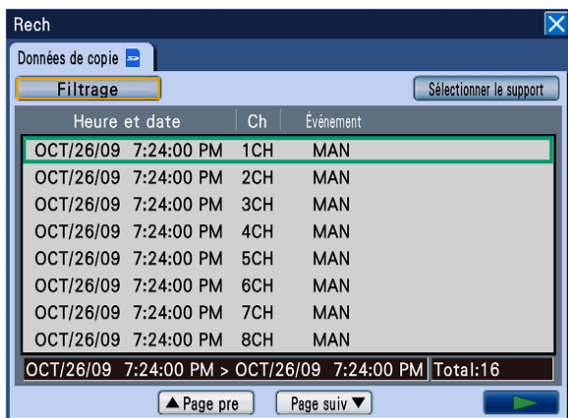 Rech
Données de copie
Filtrage Sélectionner le support
Heure et date Ch Événement
OCT/26/09 7:24:00 PM 1CH MAN
OCT/26/09 7:24:00 PM 2CH MAN
OCT/26/09 7:24:00 PM 3CH MAN
OCT/26/09 7:24:00 PM 4CH MAN
OCT/26/09 7:24:00 PM 5CH MAN
OCT/26/09 7:24:00 PM 6CH MAN
OCT/26/09 7:24:00 PM 7CH MAN
OCT/26/09 7:24:00 PM 8CH MAN
OCT/26/09 7:24:00 PM > OCT/26/09 7:24:00 PM Total:16
▲ Page pre Page suiv ▼